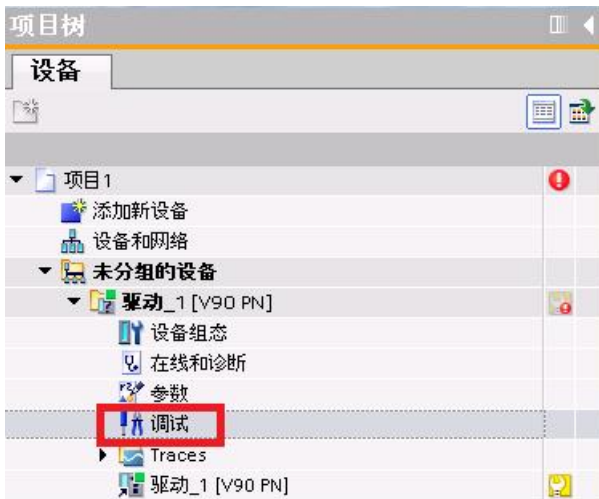 项目树
设备
项目1
添加新设备
设备和网络
未分组的设备
驱动_1 [V90 PN]
设备组态
在线和诊断
参数
调试
Traces
驱动_1 [V90 PN]